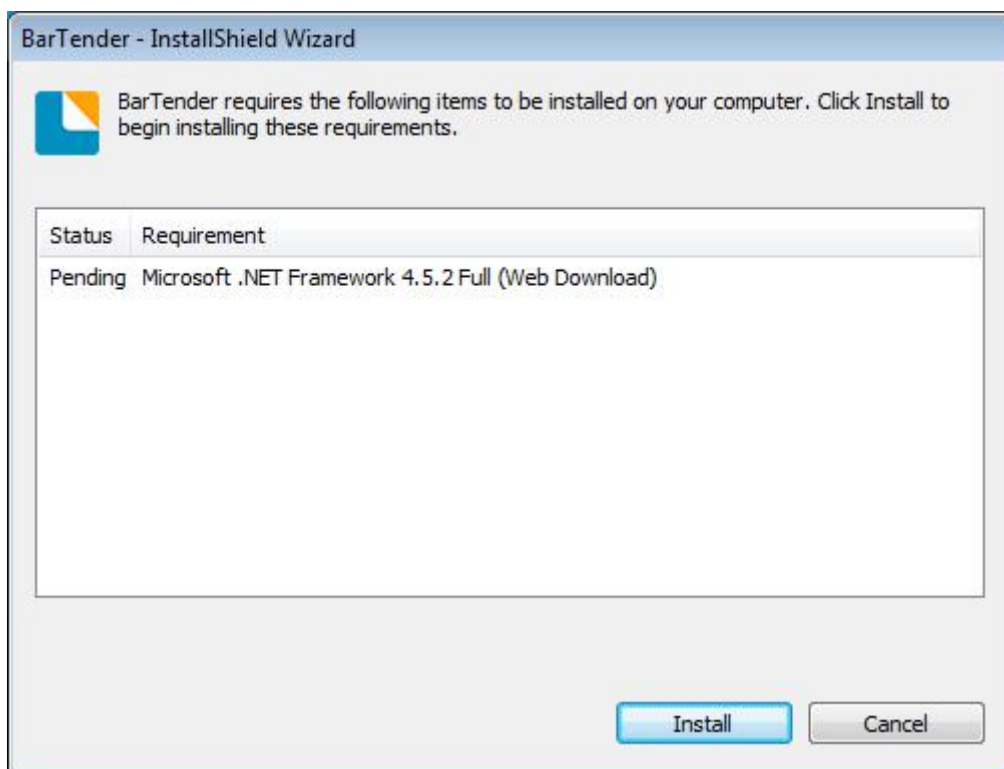 BarTender - InstallShield Wizard
BarTender requires the following items to be installed on your computer. Click Install to
begin installing these requirements.
Status Requirement
Pending Microsoft .NET Framework 4.5.2 Full (Web Download)
Install Cancel